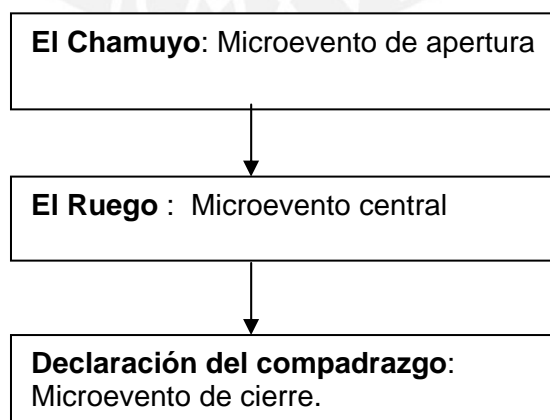 El Chamuyo: Microevento de apertura
El Ruego : Microevento central
Declaración del compadrazgo:
Microevento de cierre.